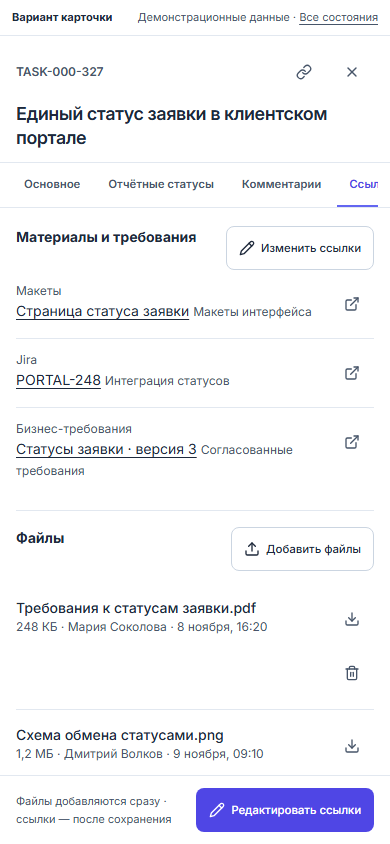 Вариант карточки
Демонстрационные данные · Все состояния
TASK-000-327
Единый статус заявки в клиентском
портале
Основное
Отчётные статусы
Комментарии
Ссыл
Материалы и требования
Изменить ссылки
Макеты
Страница статуса заявки Макеты интерфейса
Jira
PORTAL-248 Интеграция статусов
Бизнес-требования
Статусы заявки · версия 3 Согласованные
требования
Файлы
Добавить файлы
Требования к статусам заявки.pdf
248 КБ · Мария Соколова · 8 ноября, 16:20
Схема обмена статусами.png
1,2 МБ · Дмитрий Волков · 9 ноября, 09:10
Файлы добавляются сразу ·
ссылки — после сохранения
Редактировать ссылки